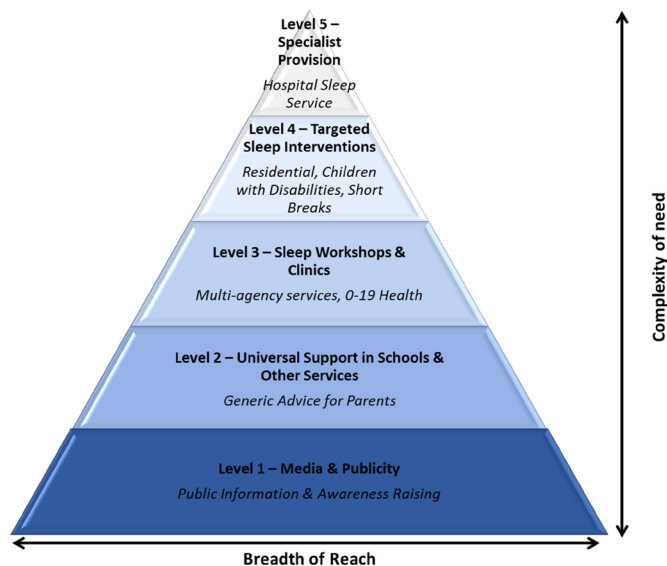 Level 5 –
Specialist
Provision
Hospital Sleep
Service
Level 4 – Targeted
Sleep Interventions
Residential, Children
with Disabilities, Short
Breaks
Level 3 – Sleep Workshops &
Clinics
Multi-agency services, 0-19 Health
Level 2 – Universal Support in Schools &
Other Services
Generic Advice for Parents
Level 1 – Media & Publicity
Public Information & Awareness Raising
Breadth of Reach
Complexity of need